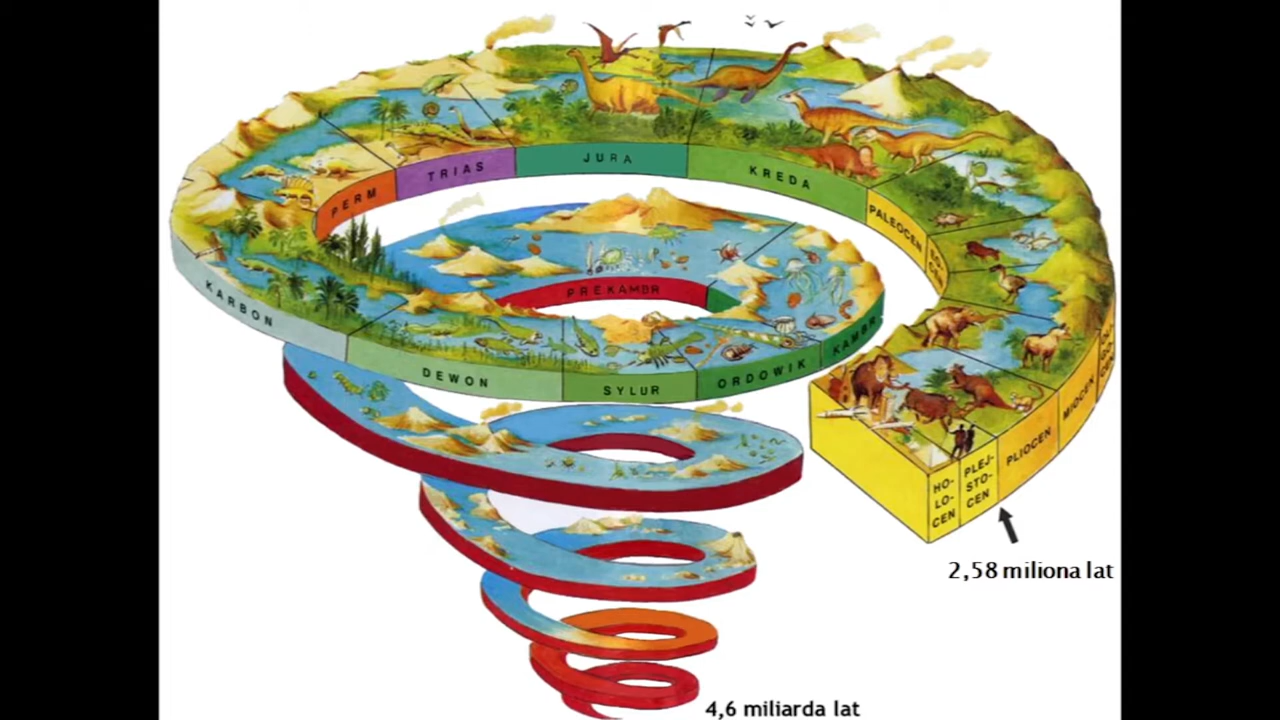 JURA
TRIAS
KREDA
PERM
PALEOCEN
PREKAMBR
KARBON
KAMBR
DEWON
SYLUR
ORDOWIK
MIOCEN
PLIOCEN
PLEJ-
STO-
CEN
HO-
LO-
CEN
2,58 miliona lat
4,6 miliarda lat